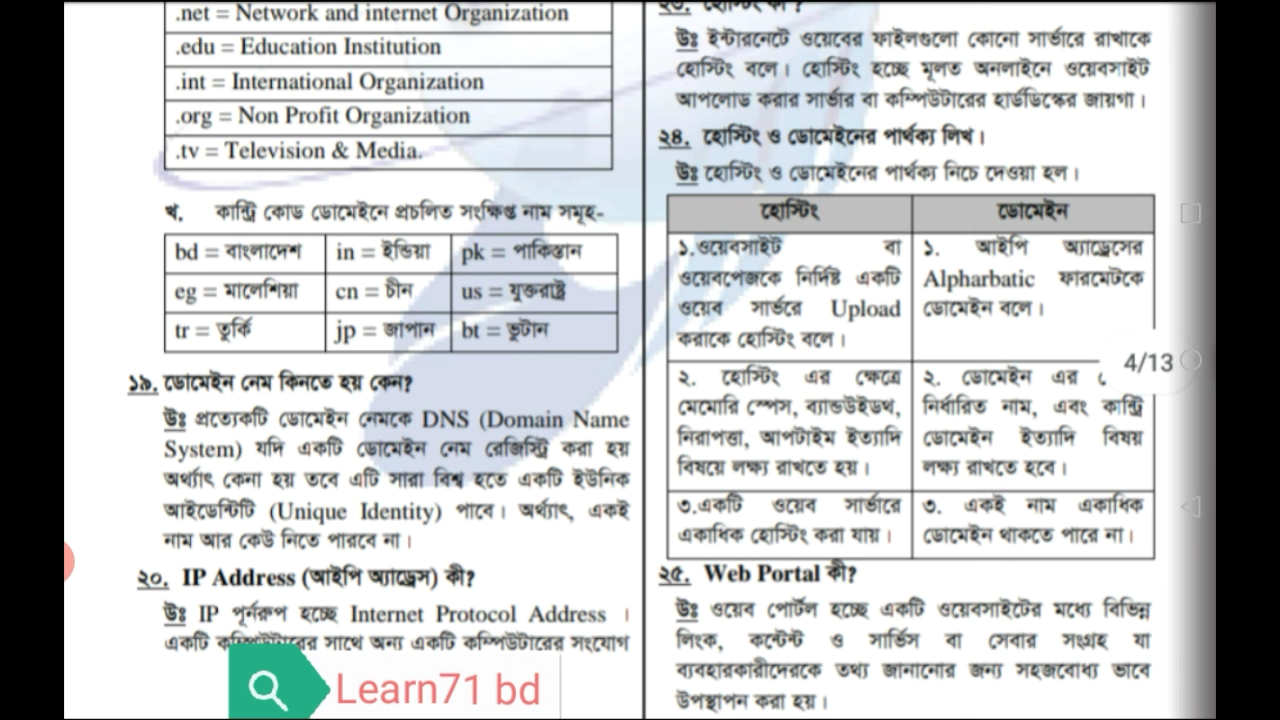 .net = Network and internet Organization
.edu = Education Institution
.int = International Organization
.org = Non Profit Organization
.tv = Television & Media.
খ. কান্ট্রি কোড ডোমেইনে প্রচলিত সংক্ষিপ্ত নাম সমূহ-
bd = বাংলাদেশ in = ইন্ডিয়া pk = পাকিস্তান
eg = মালেশিয়া cn = চীন us = যুক্তরাষ্ট্র
tr = তুর্কি jp = জাপান bt = ভুটান
১৯. ডোমেইন নেম কিনতে হয় কেন?
উঃ প্রত্যেকটি ডোমেইন নেমকে DNS (Domain Name
System) যদি একটি ডোমেইন নেম রেজিস্ট্রি করা হয়
অর্থ্যাৎ কেনা হয় তবে এটি সারা বিশ্ব হতে একটি ইউনিক
আইডেন্টিটি (Unique Identity) পাবে। অর্থ্যাৎ, একই
নাম আর কেউ নিতে পারবে না।
২০. IP Address (আইপি অ্যাড্রেস) কী?
উঃ IP পূর্নরুপ হচ্ছে Internet Protocol Address ।
একটি কম্পিউটারের সাথে অন্য একটি কম্পিউটারের সংযোগ
২৩. হোস্টিং কী ?
উঃ ইন্টারনেটে ওয়েবের ফাইলগুলো কোনো সার্ভারে রাখাকে
হোস্টিং বলে। হোস্টিং হচ্ছে মূলত অনলাইনে ওয়েবসাইট
আপলোড করার সার্ভার বা কম্পিউটারের হার্ডডিস্কের জায়গা।
২৪. হোস্টিং ও ডোমেইনের পার্থক্য লিখ।
উঃ হোস্টিং ও ডোমেইনের পার্থক্য নিচে দেওয়া হল।
হোস্টিং ডোমেইন
১.ওয়েবসাইট বা
ওয়েবপেজকে নির্দিষ্ট একটি
ওয়েব সার্ভরে Upload
করাকে হোস্টিং বলে।
১. আইপি অ্যাড্রেসের
Alpharbatic ফারমেটকে
ডোমেইন বলে।
২. হোস্টিং এর ক্ষেত্রে
মেমোরি স্পেস, ব্যান্ডউইডথ,
নিরাপত্তা, আপটাইম ইত্যাদি
বিষয়ে লক্ষ্য রাখতে হয়।
২. ডোমেইন এর
নির্ধারিত নাম, এবং কান্ট্রি
ডোমেইন ইত্যাদি বিষয়
লক্ষ্য রাখতে হবে।
৩.একটি ওয়েব সার্ভারে
একাধিক হোস্টিং করা যায়।
৩. একই নাম একাধিক
ডোমেইন থাকতে পারে না।
4/13
২৫. Web Portal কী?
উঃ ওয়েব পোর্টল হচ্ছে একটি ওয়েবসাইটের মধ্যে বিভিন্ন
লিংক, কন্টেন্ট ও সার্ভিস বা সেবার সংগ্রহ যা
ব্যবহারকারীদেরকে তথ্য জানানোর জন্য সহজবোধ্য ভাবে
উপস্থাপন করা হয়।
Learn71 bd